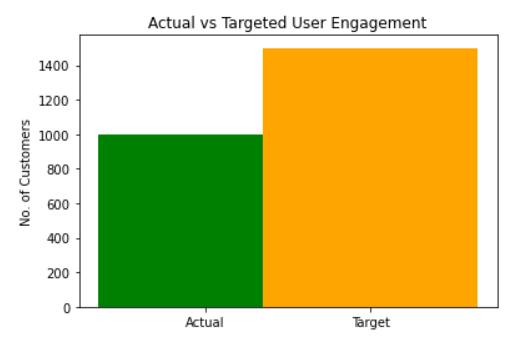 Actual vs Targeted User Engagement
No. of Customers
1400
1200
1000
800
600
400
200
0
Actual Target